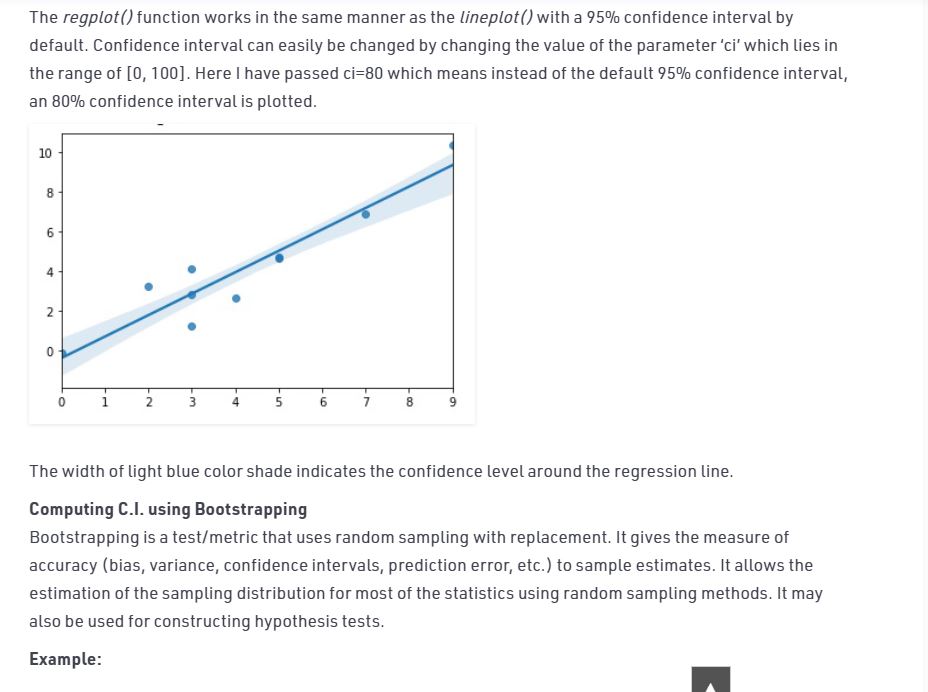 The regplot() function works in the same manner as the lineplot() with a 95% confidence interval by
default. Confidence interval can easily be changed by changing the value of the parameter ‘ci’ which lies in
the range of [0, 100]. Here I have passed ci=80 which means instead of the default 95% confidence interval,
an 80% confidence interval is plotted.
10
8
6
4
2
0
0 1 2 3 4 5 6 7 8 9
The width of light blue color shade indicates the confidence level around the regression line.
Computing C.I. using Bootstrapping
Bootstrapping is a test/metric that uses random sampling with replacement. It gives the measure of
accuracy (bias, variance, confidence intervals, prediction error, etc.) to sample estimates. It allows the
estimation of the sampling distribution for most of the statistics using random sampling methods. It may
also be used for constructing hypothesis tests.
Example: